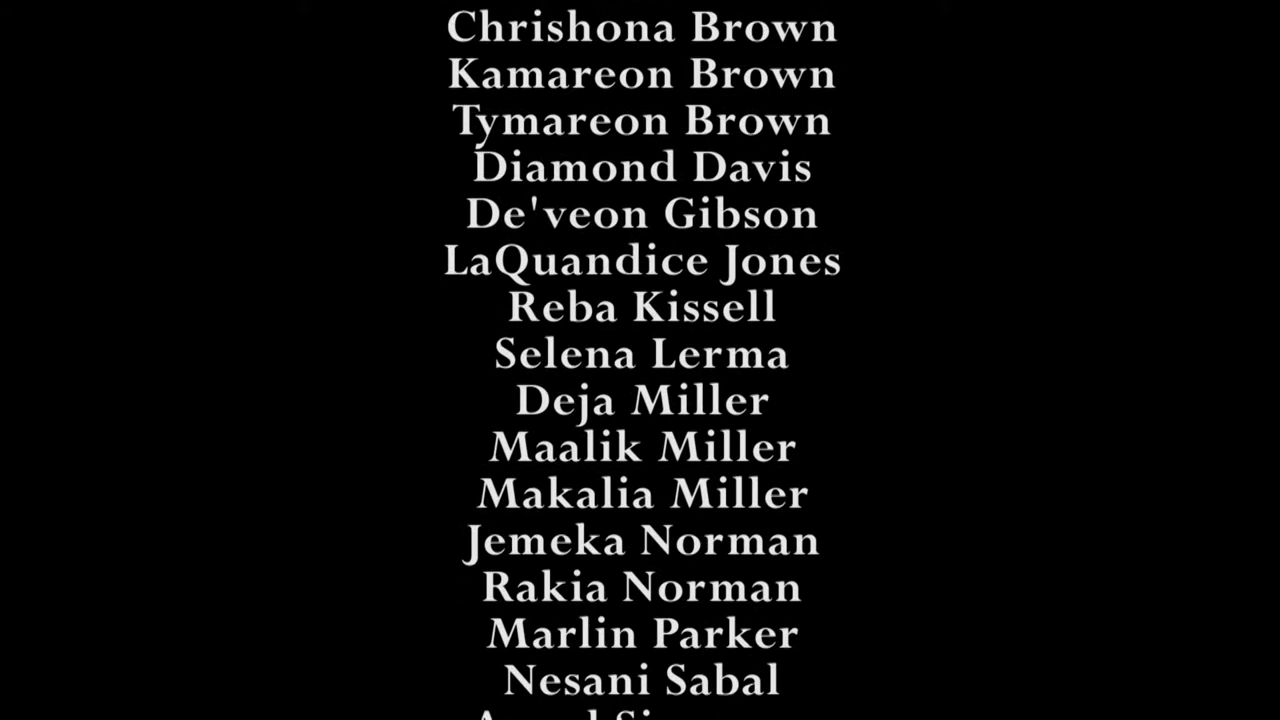 Chrishona Brown
Kamareon Brown
Tymareon Brown
Diamond Davis
De'veon Gibson
LaQuandice Jones
Reba Kissell
Selena Lerma
Deja Miller
Maalik Miller
Makalia Miller
Jemeka Norman
Rakia Norman
Marlin Parker
Nesani Sabal